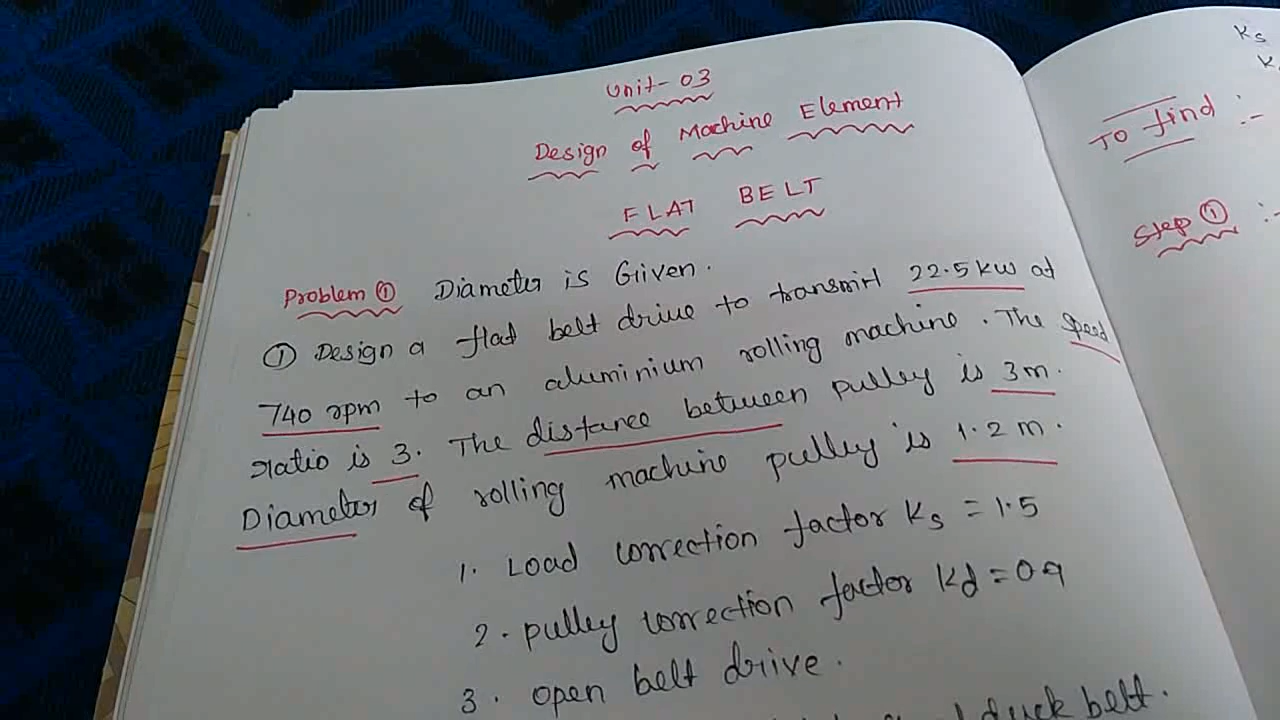 Unit-03
Design of Machine Element
FLAT BELT
Problem ① Diameter is Given.
① Design a flat belt drive to transmit 22.5kw at
740 rpm to an aluminium rolling machine. The speed
ratio is 3. The distance between pulley is 3m.
Diameter of rolling machine pulley is 1.2m.
1. Load correction factor Ks = 1.5
2. pulley correction factor Kd = 0.9
3. open belt drive.
duck belt.
Ks
To find :-
Step ① :-